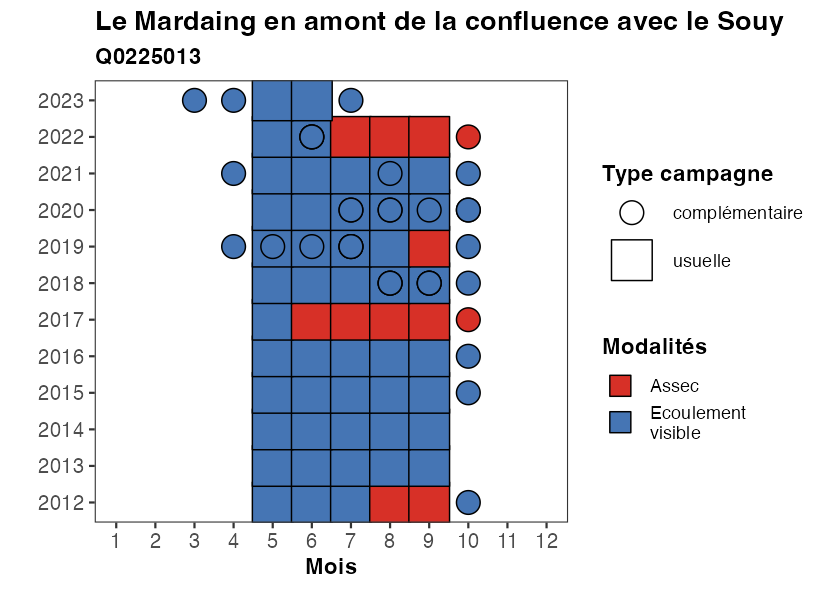 Le Mardaing en amont de la confluence avec le Souy
Q0225013
2023
2022
2021
2020
2019
2018
2017
2016
2015
2014
2013
2012
1 2 3 4 5 6 7 8 9 10 11 12
Mois
Type campagne
complémentaire
usuelle
Modalités
Assec
Ecoulement
visible